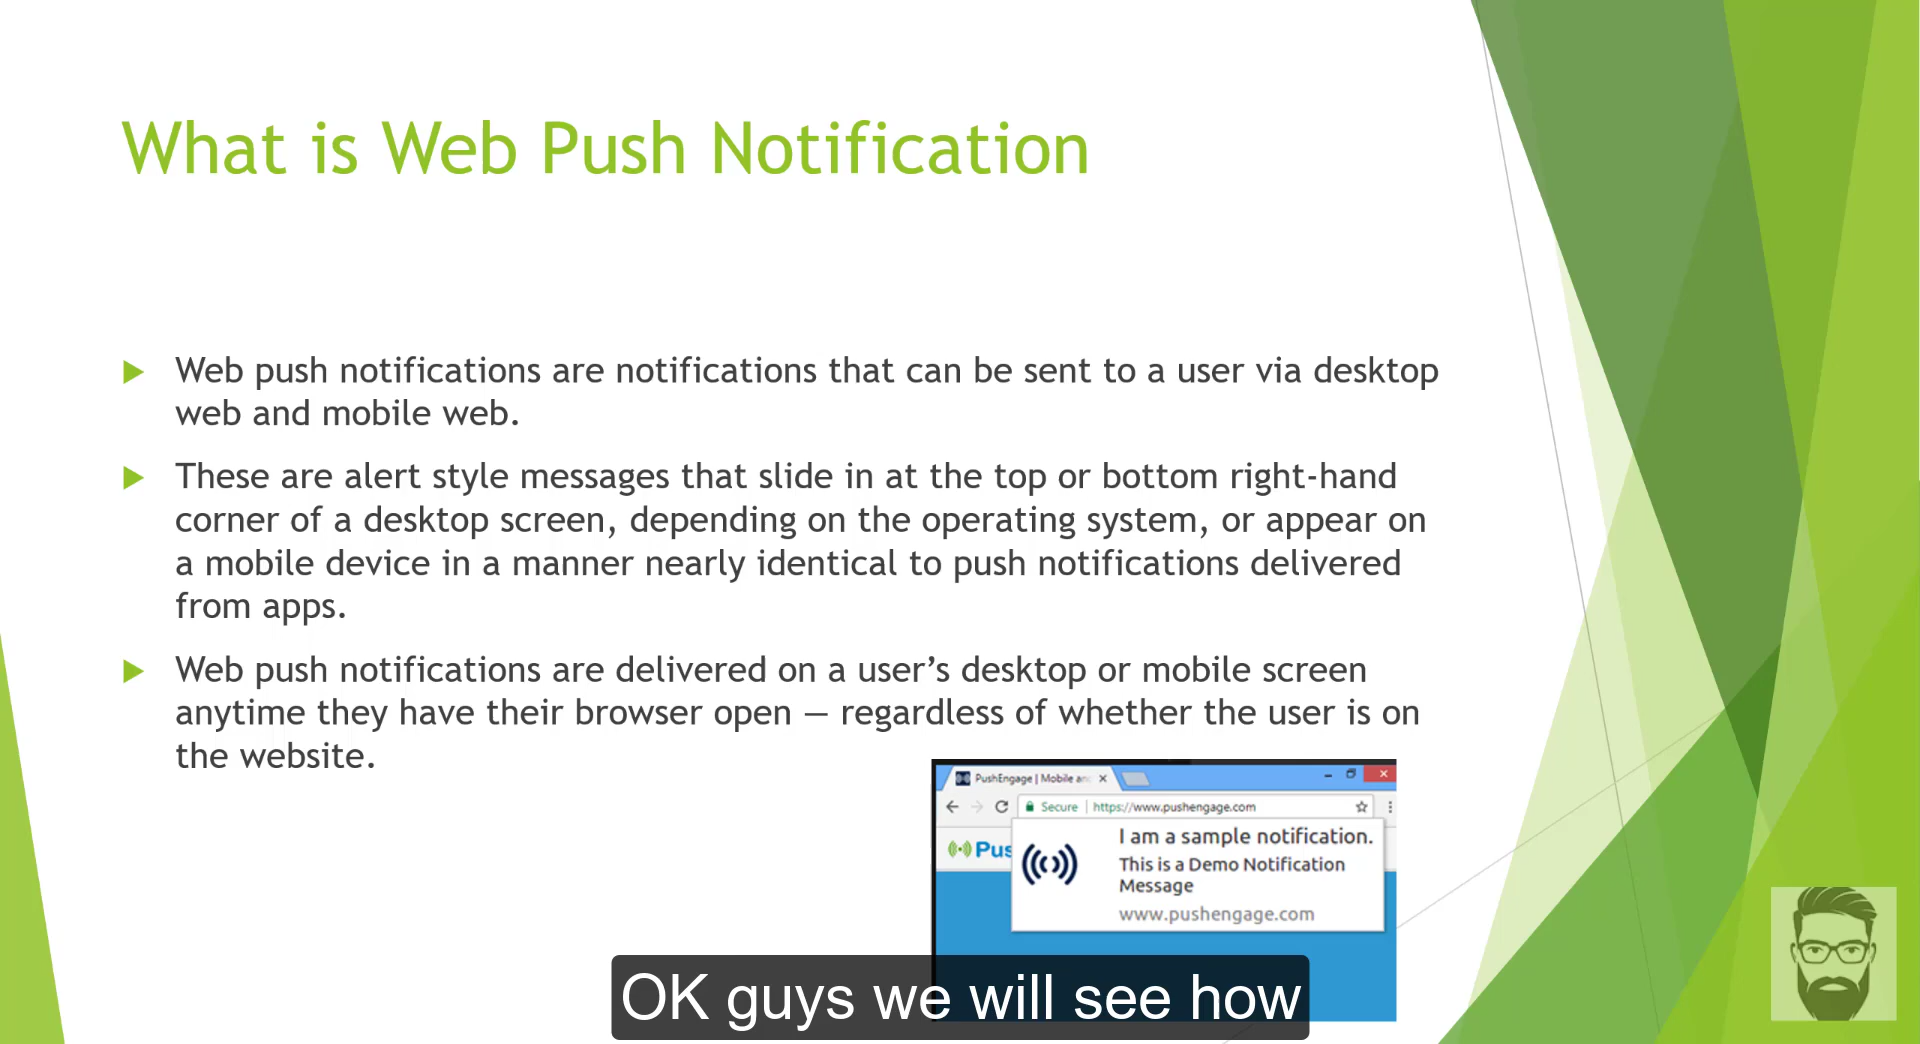 What is Web Push Notification
Web push notifications are notifications that can be sent to a user via desktop
web and mobile web.
These are alert style messages that slide in at the top or bottom right-hand
corner of a desktop screen, depending on the operating system, or appear on
a mobile device in a manner nearly identical to push notifications delivered
from apps.
Web push notifications are delivered on a user’s desktop or mobile screen
anytime they have their browser open — regardless of whether the user is on
the website.
PushEngage | Mobile an
Secure | https://www.pushengage.com
Pus
I am a sample notification.
This is a Demo Notification
Message
www.pushengage.com
OK guys we will see how